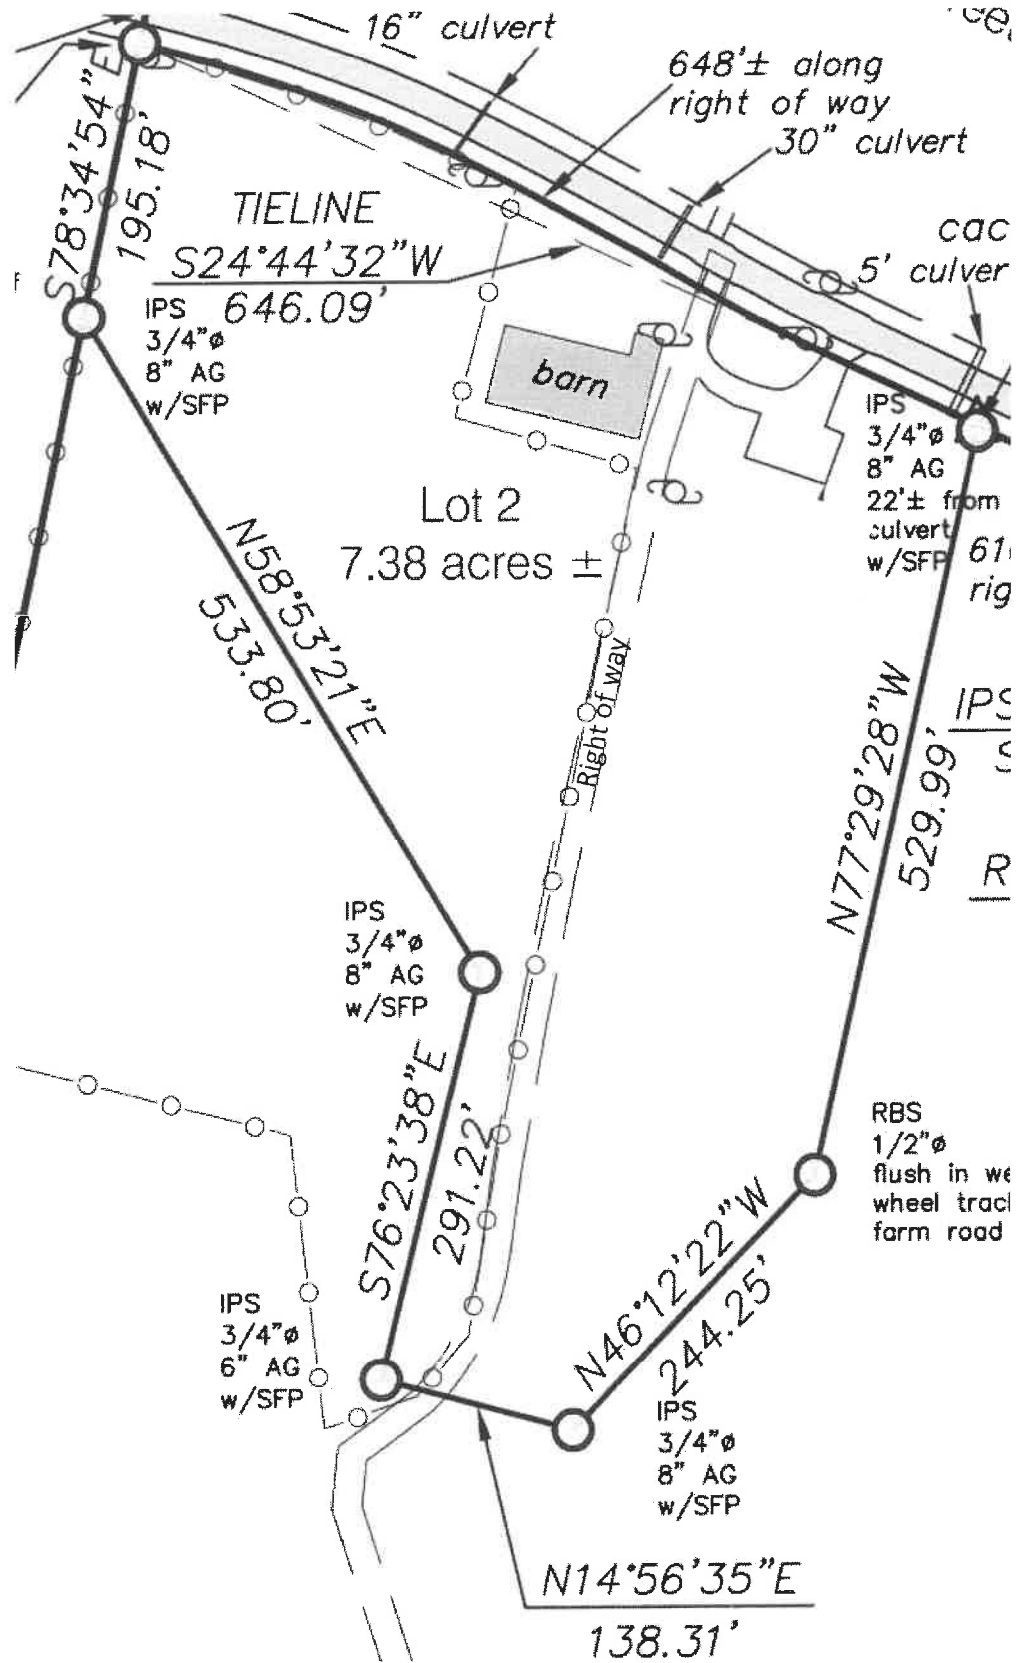 16” culvert
648'± along
right of way
30” culvert
S78°34'54”E
195.18'
TIELINE
S24°44'32”W
646.09'
5' culver
IPS
3/4”ø
8” AG
w/SFP
barn
IPS
3/4”ø
8” AG
22'± from
culvert
w/SFP
Lot 2
7.38 acres ±
N58°53'21”E
533.80'
Right of way
IPS
N77°29'28”W
529.99'
R
IPS
3/4”ø
8” AG
w/SFP
S76°23'38”E
291.22'
RBS
1/2”ø
flush in we
wheel trac
farm road
N46°12'22”W
244.25'
IPS
3/4”ø
6” AG
w/SFP
IPS
3/4”ø
8” AG
w/SFP
N14°56'35”E
138.31'